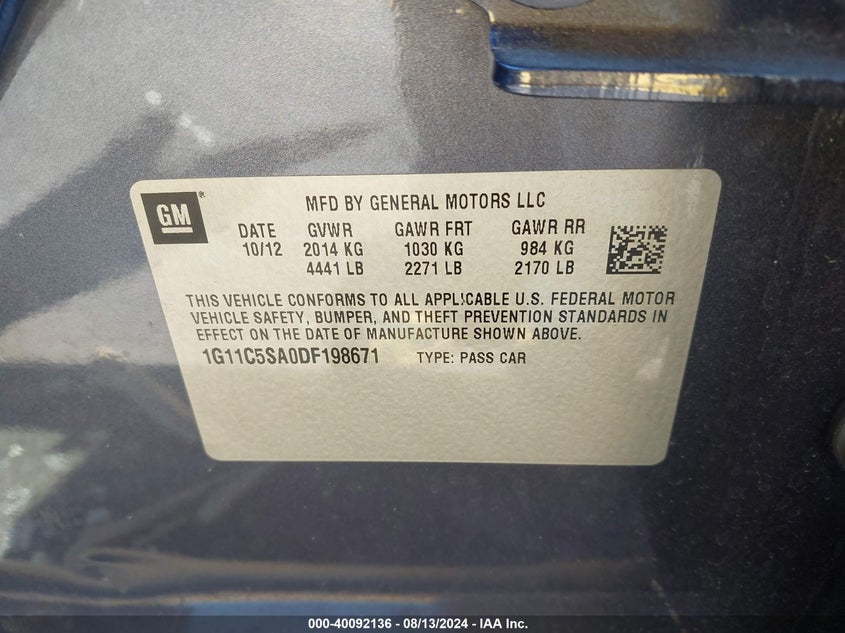 MFD BY GENERAL MOTORS LLC
GM®
DATE GVWR GAWR FRT GAWR RR
10/12 2014 KG 1030 KG 984 KG
4441 LB 2271 LB 2170 LB
THIS VEHICLE CONFORMS TO ALL APPLICABLE U.S. FEDERAL MOTOR
VEHICLE SAFETY, BUMPER, AND THEFT PREVENTION STANDARDS IN
EFFECT ON THE DATE OF MANUFACTURE SHOWN ABOVE.
1G11C5SA0DF198671 TYPE: PASS CAR
000-40092136 - 08/13/2024 - IAA Inc.